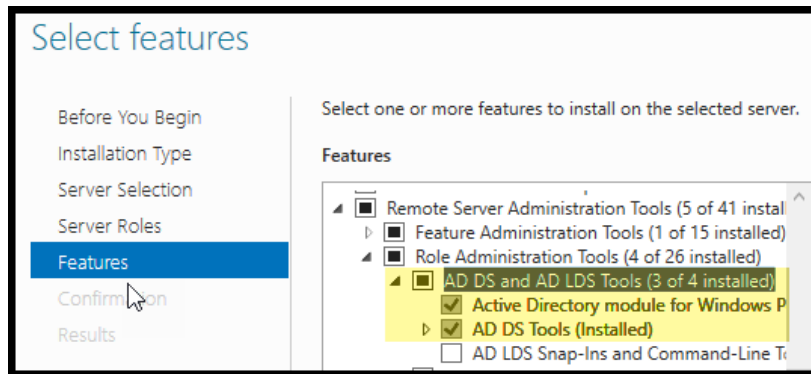 Select features
Before You Begin
Installation Type
Server Selection
Server Roles
Features
Confirmation
Results
Select one or more features to install on the selected server.
Features
Remote Server Administration Tools (5 of 41 instal
Feature Administration Tools (1 of 15 installed)
Role Administration Tools (4 of 26 installed)
AD DS and AD LDS Tools (3 of 4 installed)
Active Directory module for Windows P
AD DS Tools (Installed)
AD LDS Snap-Ins and Command-Line To